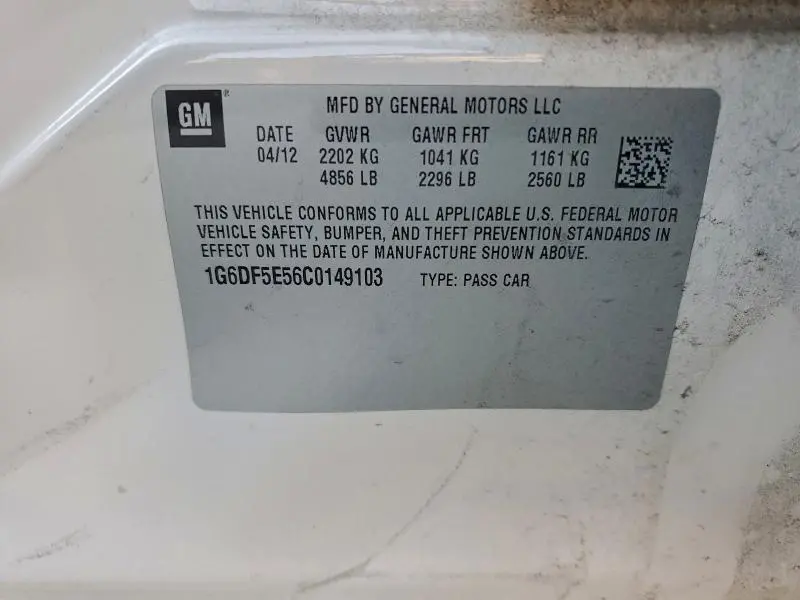 GM®
MFD BY GENERAL MOTORS LLC
DATE GVWR GAWR FRT GAWR RR
04/12 2202 KG 1041 KG 1161 KG
4856 LB 2296 LB 2560 LB
THIS VEHICLE CONFORMS TO ALL APPLICABLE U.S. FEDERAL MOTOR
VEHICLE SAFETY, BUMPER, AND THEFT PREVENTION STANDARDS IN
EFFECT ON THE DATE OF MANUFACTURE SHOWN ABOVE.
1G6DF5E56C0149103 TYPE: PASS CAR